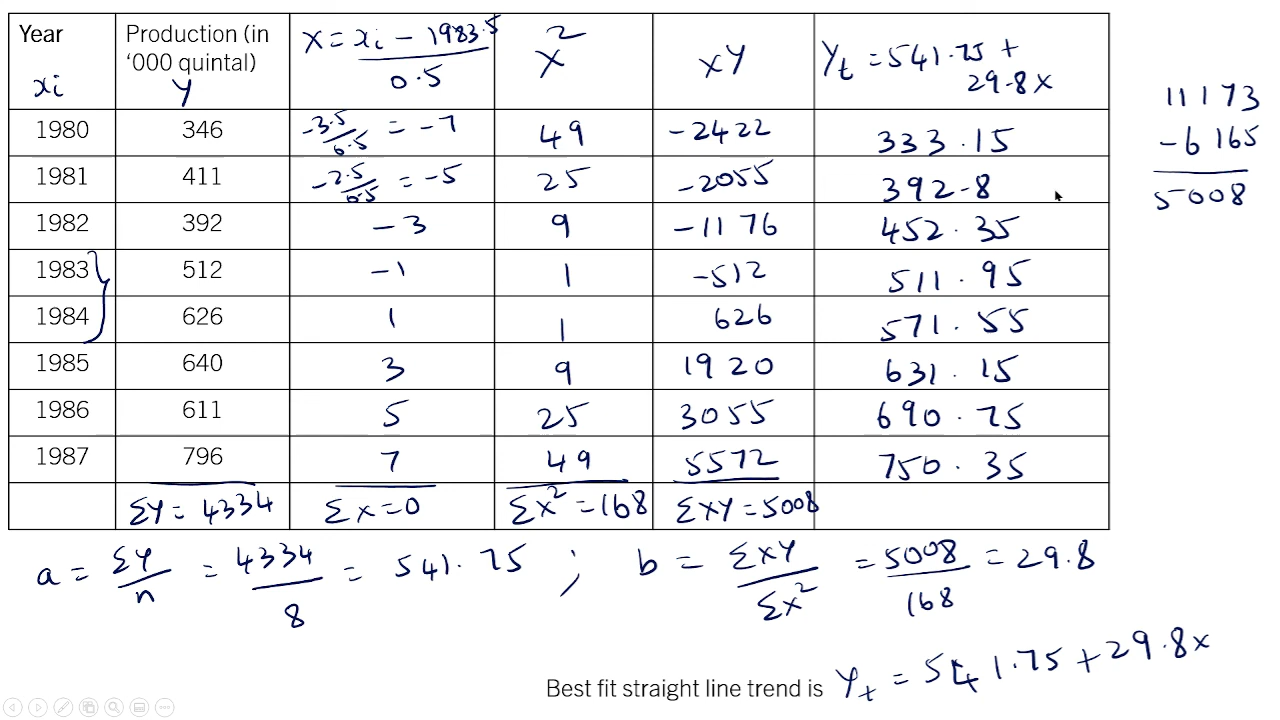 Year Production (in X = xi – 1983.5 X² XY Yt = 541.75 +
'000 quintal) 0.5 29.8x
xi Y
11173
1980 346 -3.5/0.5 = -7 49 -2422 333.15 -6165
1981 411 -2.5/0.5 = -5 25 -2055 392-8 5008
1982 392 -3 9 -1176 452.35
1983 512 -1 1 -512 511.95
1984 626 1 1 626 571.55
1985 640 3 9 1920 631.15
1986 611 5 25 3055 690.75
1987 796 7 49 5572 750.35
ΣY = 4334 Σx=0 Σx² = 168 ΣXY = 5008
a = ΣY/n = 4334/8 = 541.75 ; b = ΣXY/Σx² = 5008/168 = 29.8
Best fit straight line trend is Yt = 541.75 + 29.8x